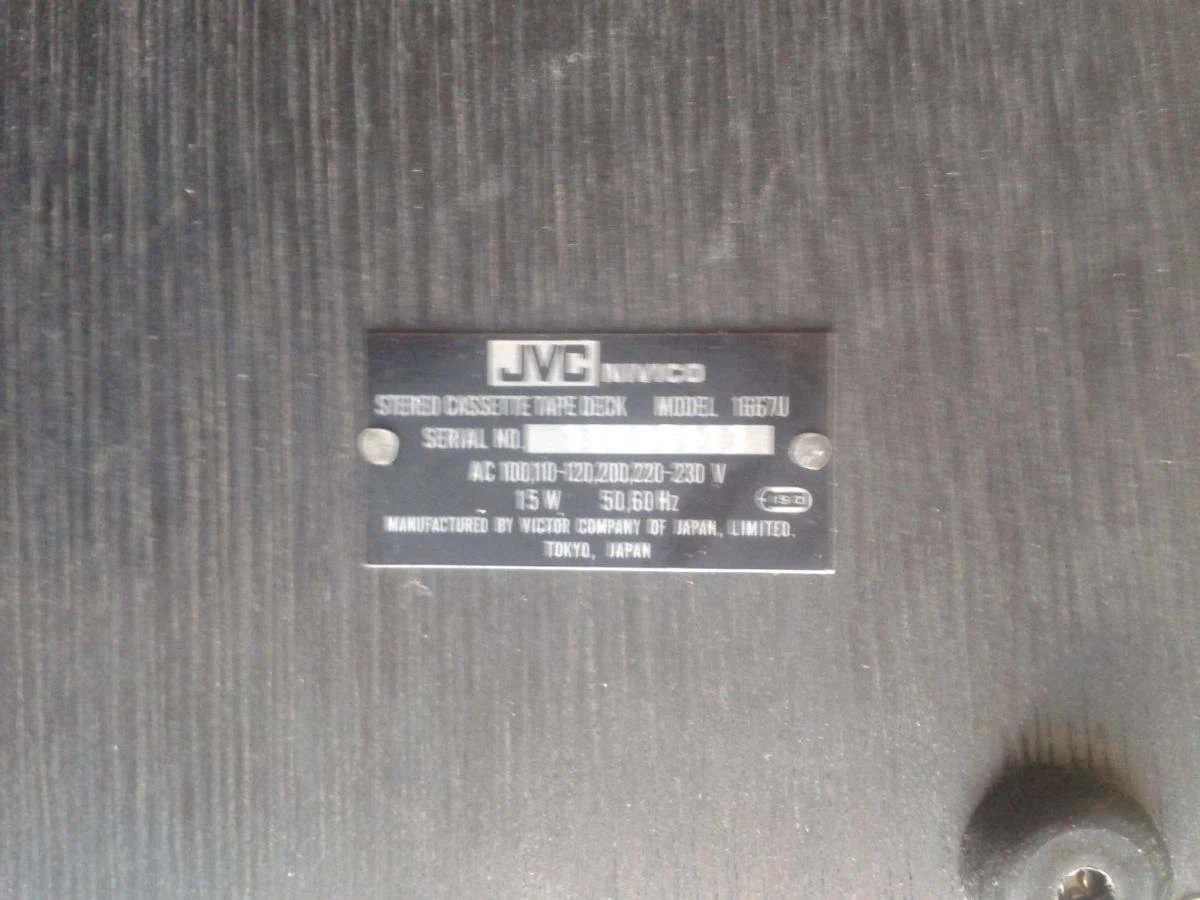 JVC NIVICO
STEREO CASSETTE TAPE DECK MODEL 1667U
SERIAL NO.
AC 100,110-120,200,220-230 V
15 W 50,60 Hz
MANUFACTURED BY VICTOR COMPANY OF JAPAN, LIMITED.
TOKYO, JAPAN